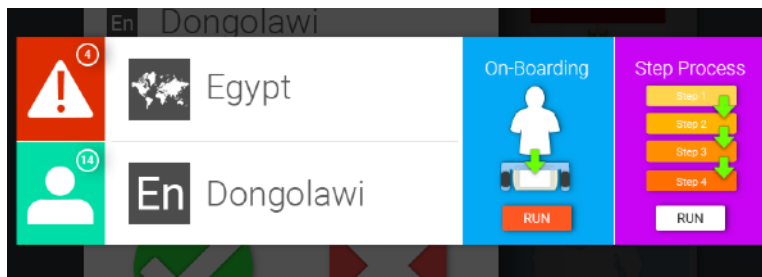 En Dongolawi
4
Egypt
14
En Dongolawi
On-Boarding
RUN
Step Process
Step 1
Step 2
Step 3
Step 4
RUN